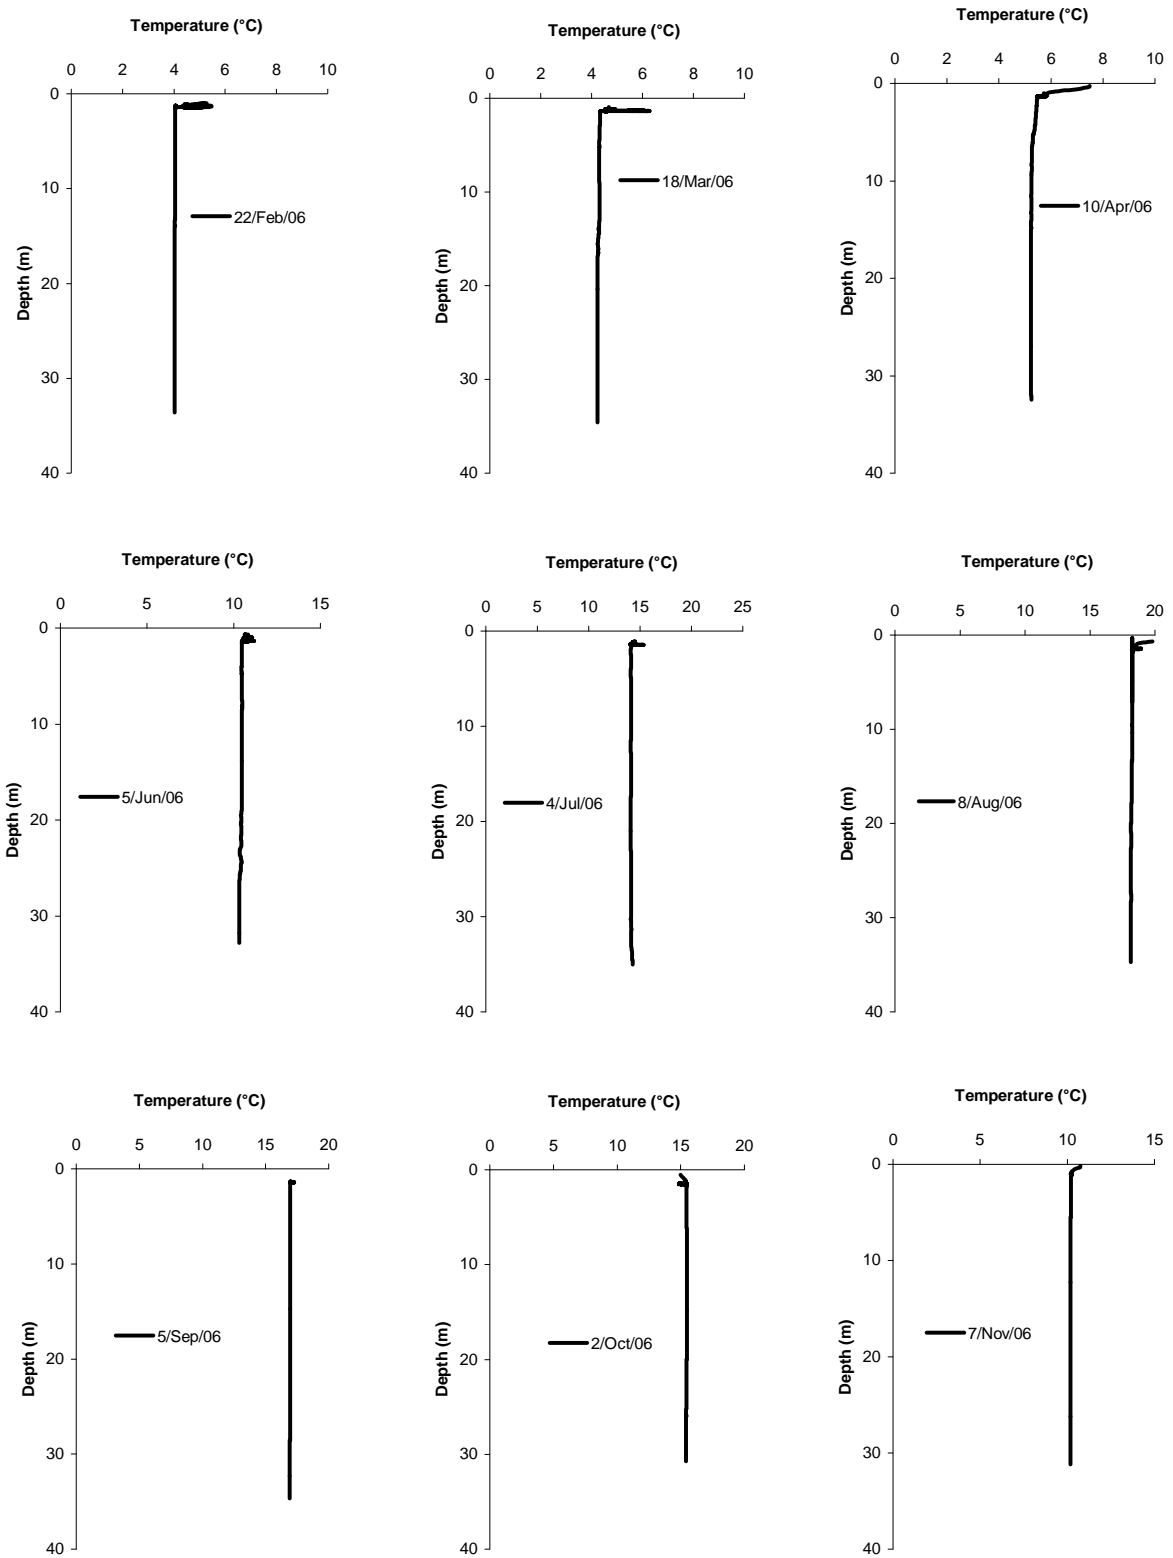 Temperature (°C)
0 2 4 6 8 10
0
10
20
30
40
Depth (m)
22/Feb/06
Temperature (°C)
0 2 4 6 8 10
0
10
20
30
40
Depth (m)
18/Mar/06
Temperature (°C)
0 2 4 6 8 10
0
10
20
30
40
Depth (m)
10/Apr/06
Temperature (°C)
0 5 10 15
0
10
20
30
40
Depth (m)
5/Jun/06
Temperature (°C)
0 5 10 15 20 25
0
10
20
30
40
Depth (m)
4/Jul/06
Temperature (°C)
0 5 10 15 20
0
10
20
30
40
Depth (m)
8/Aug/06
Temperature (°C)
0 5 10 15 20
0
10
20
30
40
Depth (m)
5/Sep/06
Temperature (°C)
0 5 10 15 20
0
10
20
30
40
Depth (m)
2/Oct/06
Temperature (°C)
0 5 10 15
0
10
20
30
40
Depth (m)
7/Nov/06